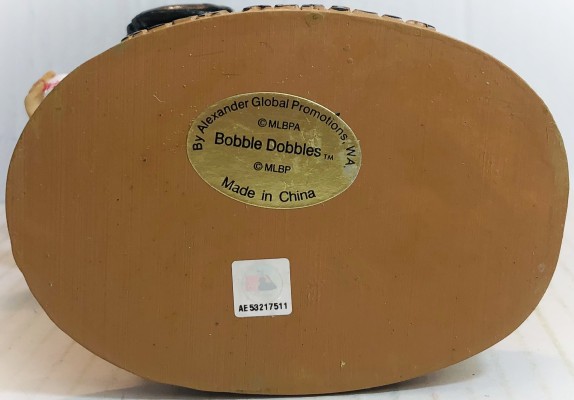 By Alexander Global Promotions, WA
©MLBPA
Bobble Dobbles™
©MLBP
Made in China
AE53217511